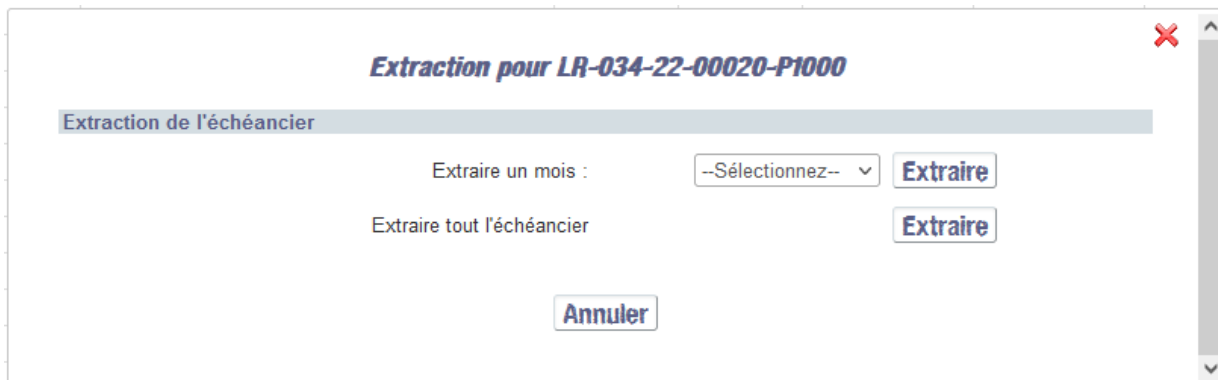 Extraction pour LR-034-22-00020-P1000
Extraction de l'échéancier
Extraire un mois : --Sélectionnez-- Extraire
Extraire tout l'échéancier Extraire
Annuler